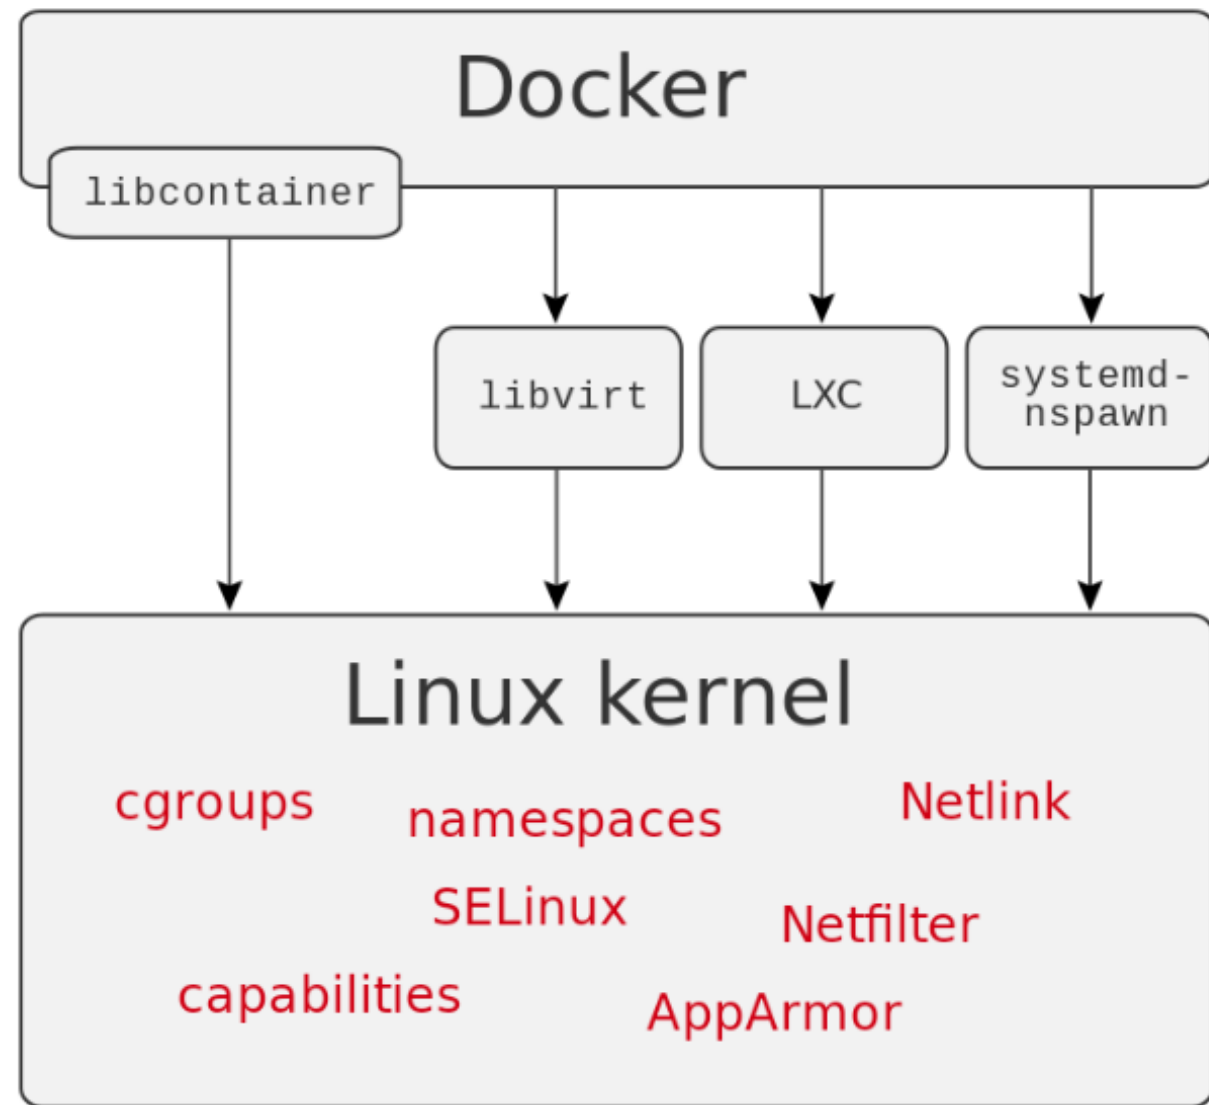 Docker
libcontainer
libvirt
LXC
systemd-
nspawn
Linux kernel
cgroups
namespaces
Netlink
SELinux
Netfilter
capabilities
AppArmor